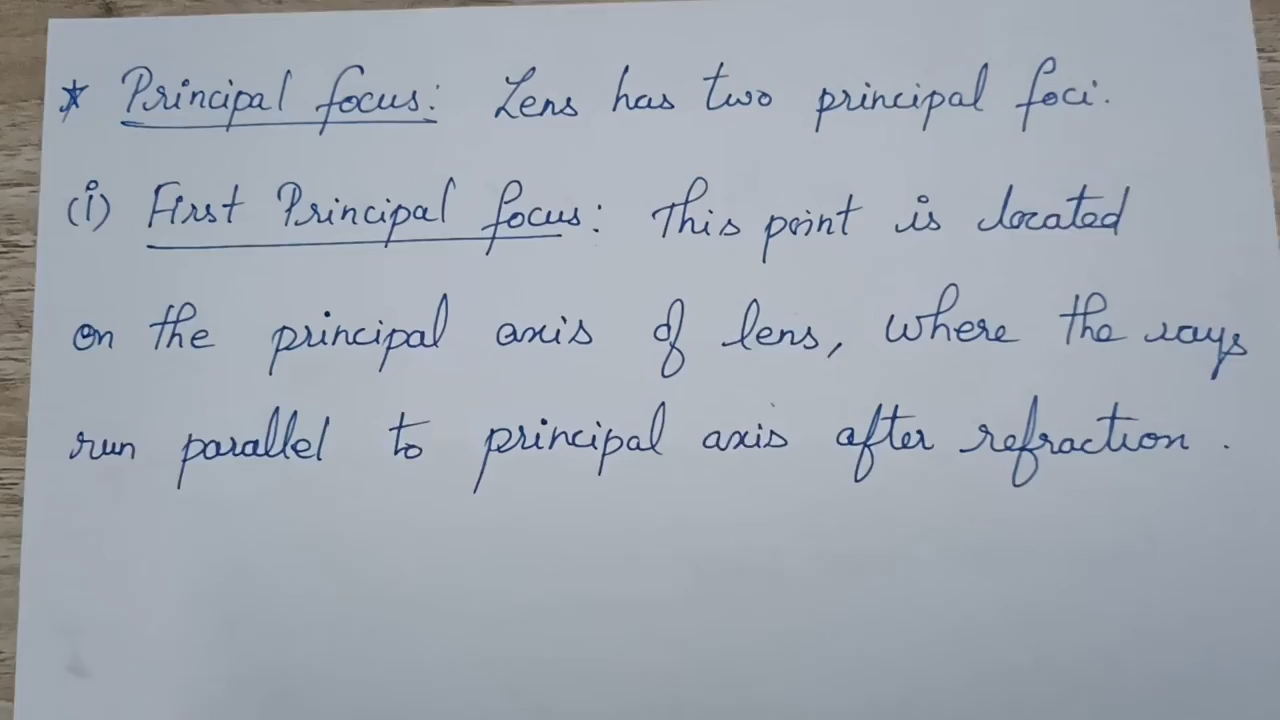 * Principal focus: Lens has two principal foci.
(i) First Principal focus: This point is located
on the principal axis of lens, where the rays
run parallel to principal axis after refraction.